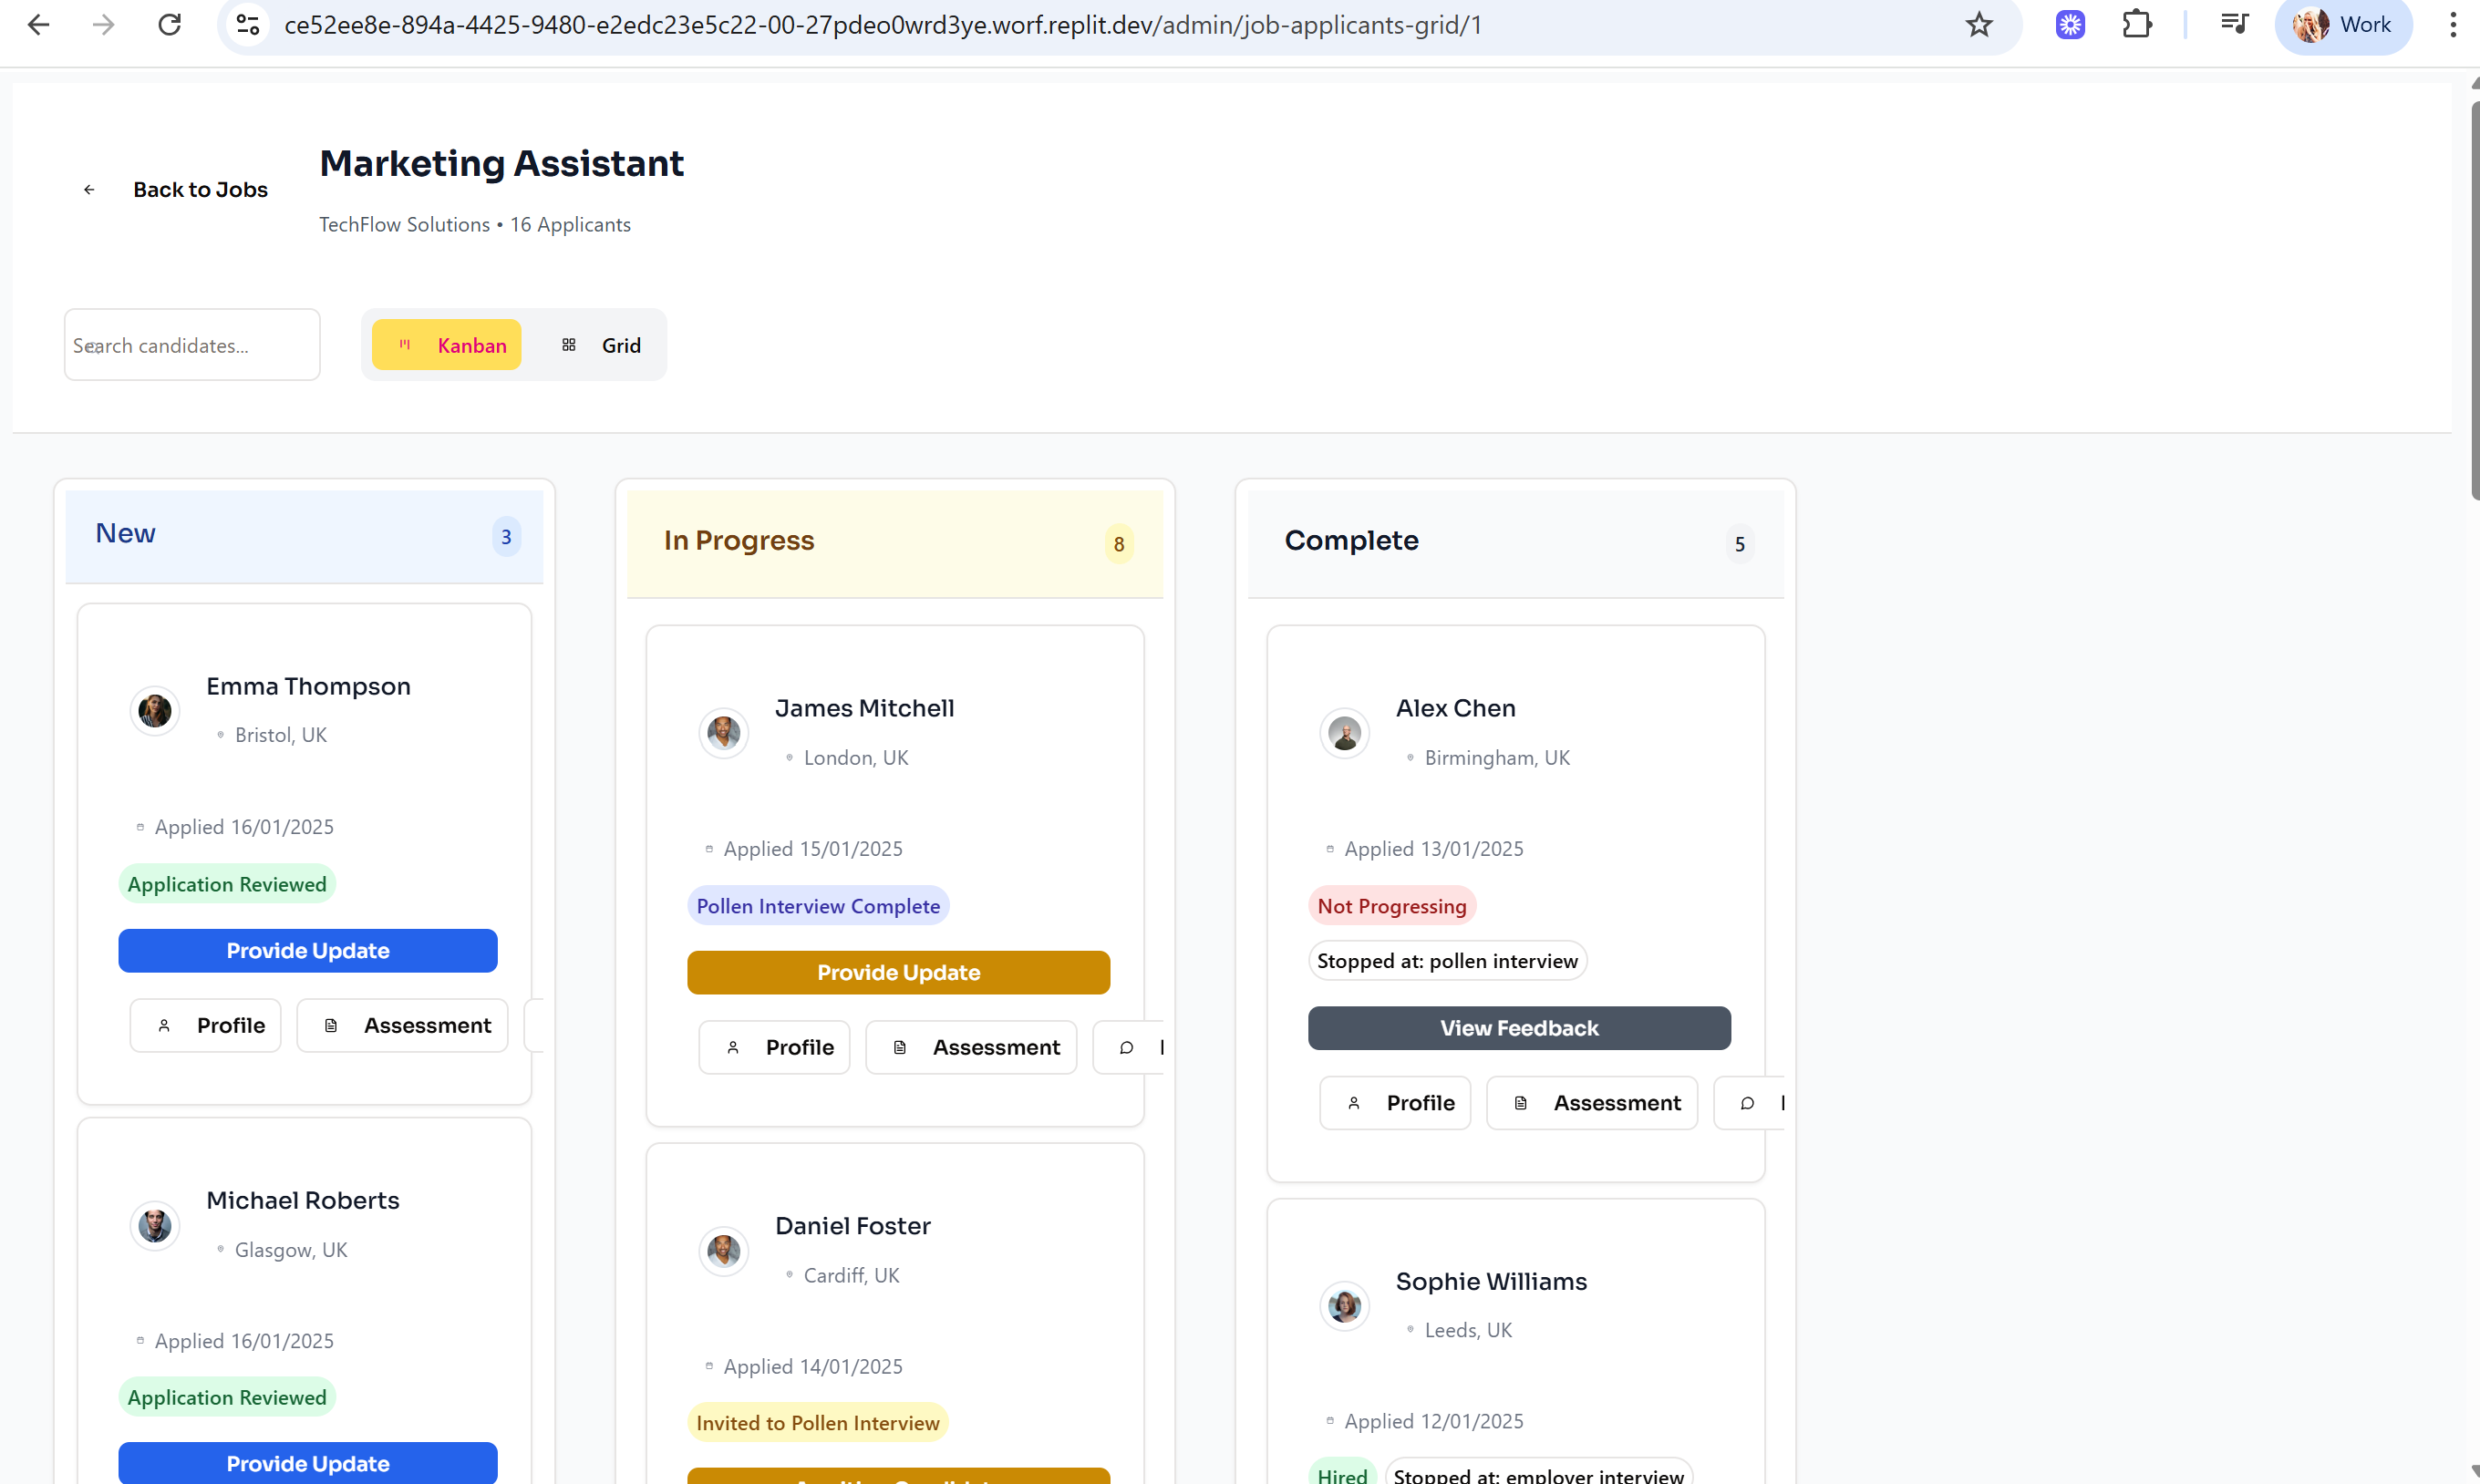 ce52ee8e-894a-4425-9480-e2edc23e5c22-00-27pdeo0wrd3ye.worf.replit.dev/admin/job-applicants-grid/1
Work
Back to Jobs
Marketing Assistant
TechFlow Solutions • 16 Applicants
Search candidates...
Kanban
Grid
New
3
Emma Thompson
Bristol, UK
Applied 16/01/2025
Application Reviewed
Provide Update
Profile
Assessment
Michael Roberts
Glasgow, UK
Applied 16/01/2025
Application Reviewed
Provide Update
In Progress
8
James Mitchell
London, UK
Applied 15/01/2025
Pollen Interview Complete
Provide Update
Profile
Assessment
Daniel Foster
Cardiff, UK
Applied 14/01/2025
Invited to Pollen Interview
Complete
5
Alex Chen
Birmingham, UK
Applied 13/01/2025
Not Progressing
Stopped at: pollen interview
View Feedback
Profile
Assessment
Sophie Williams
Leeds, UK
Applied 12/01/2025
Hired
Stopped at: employer interview